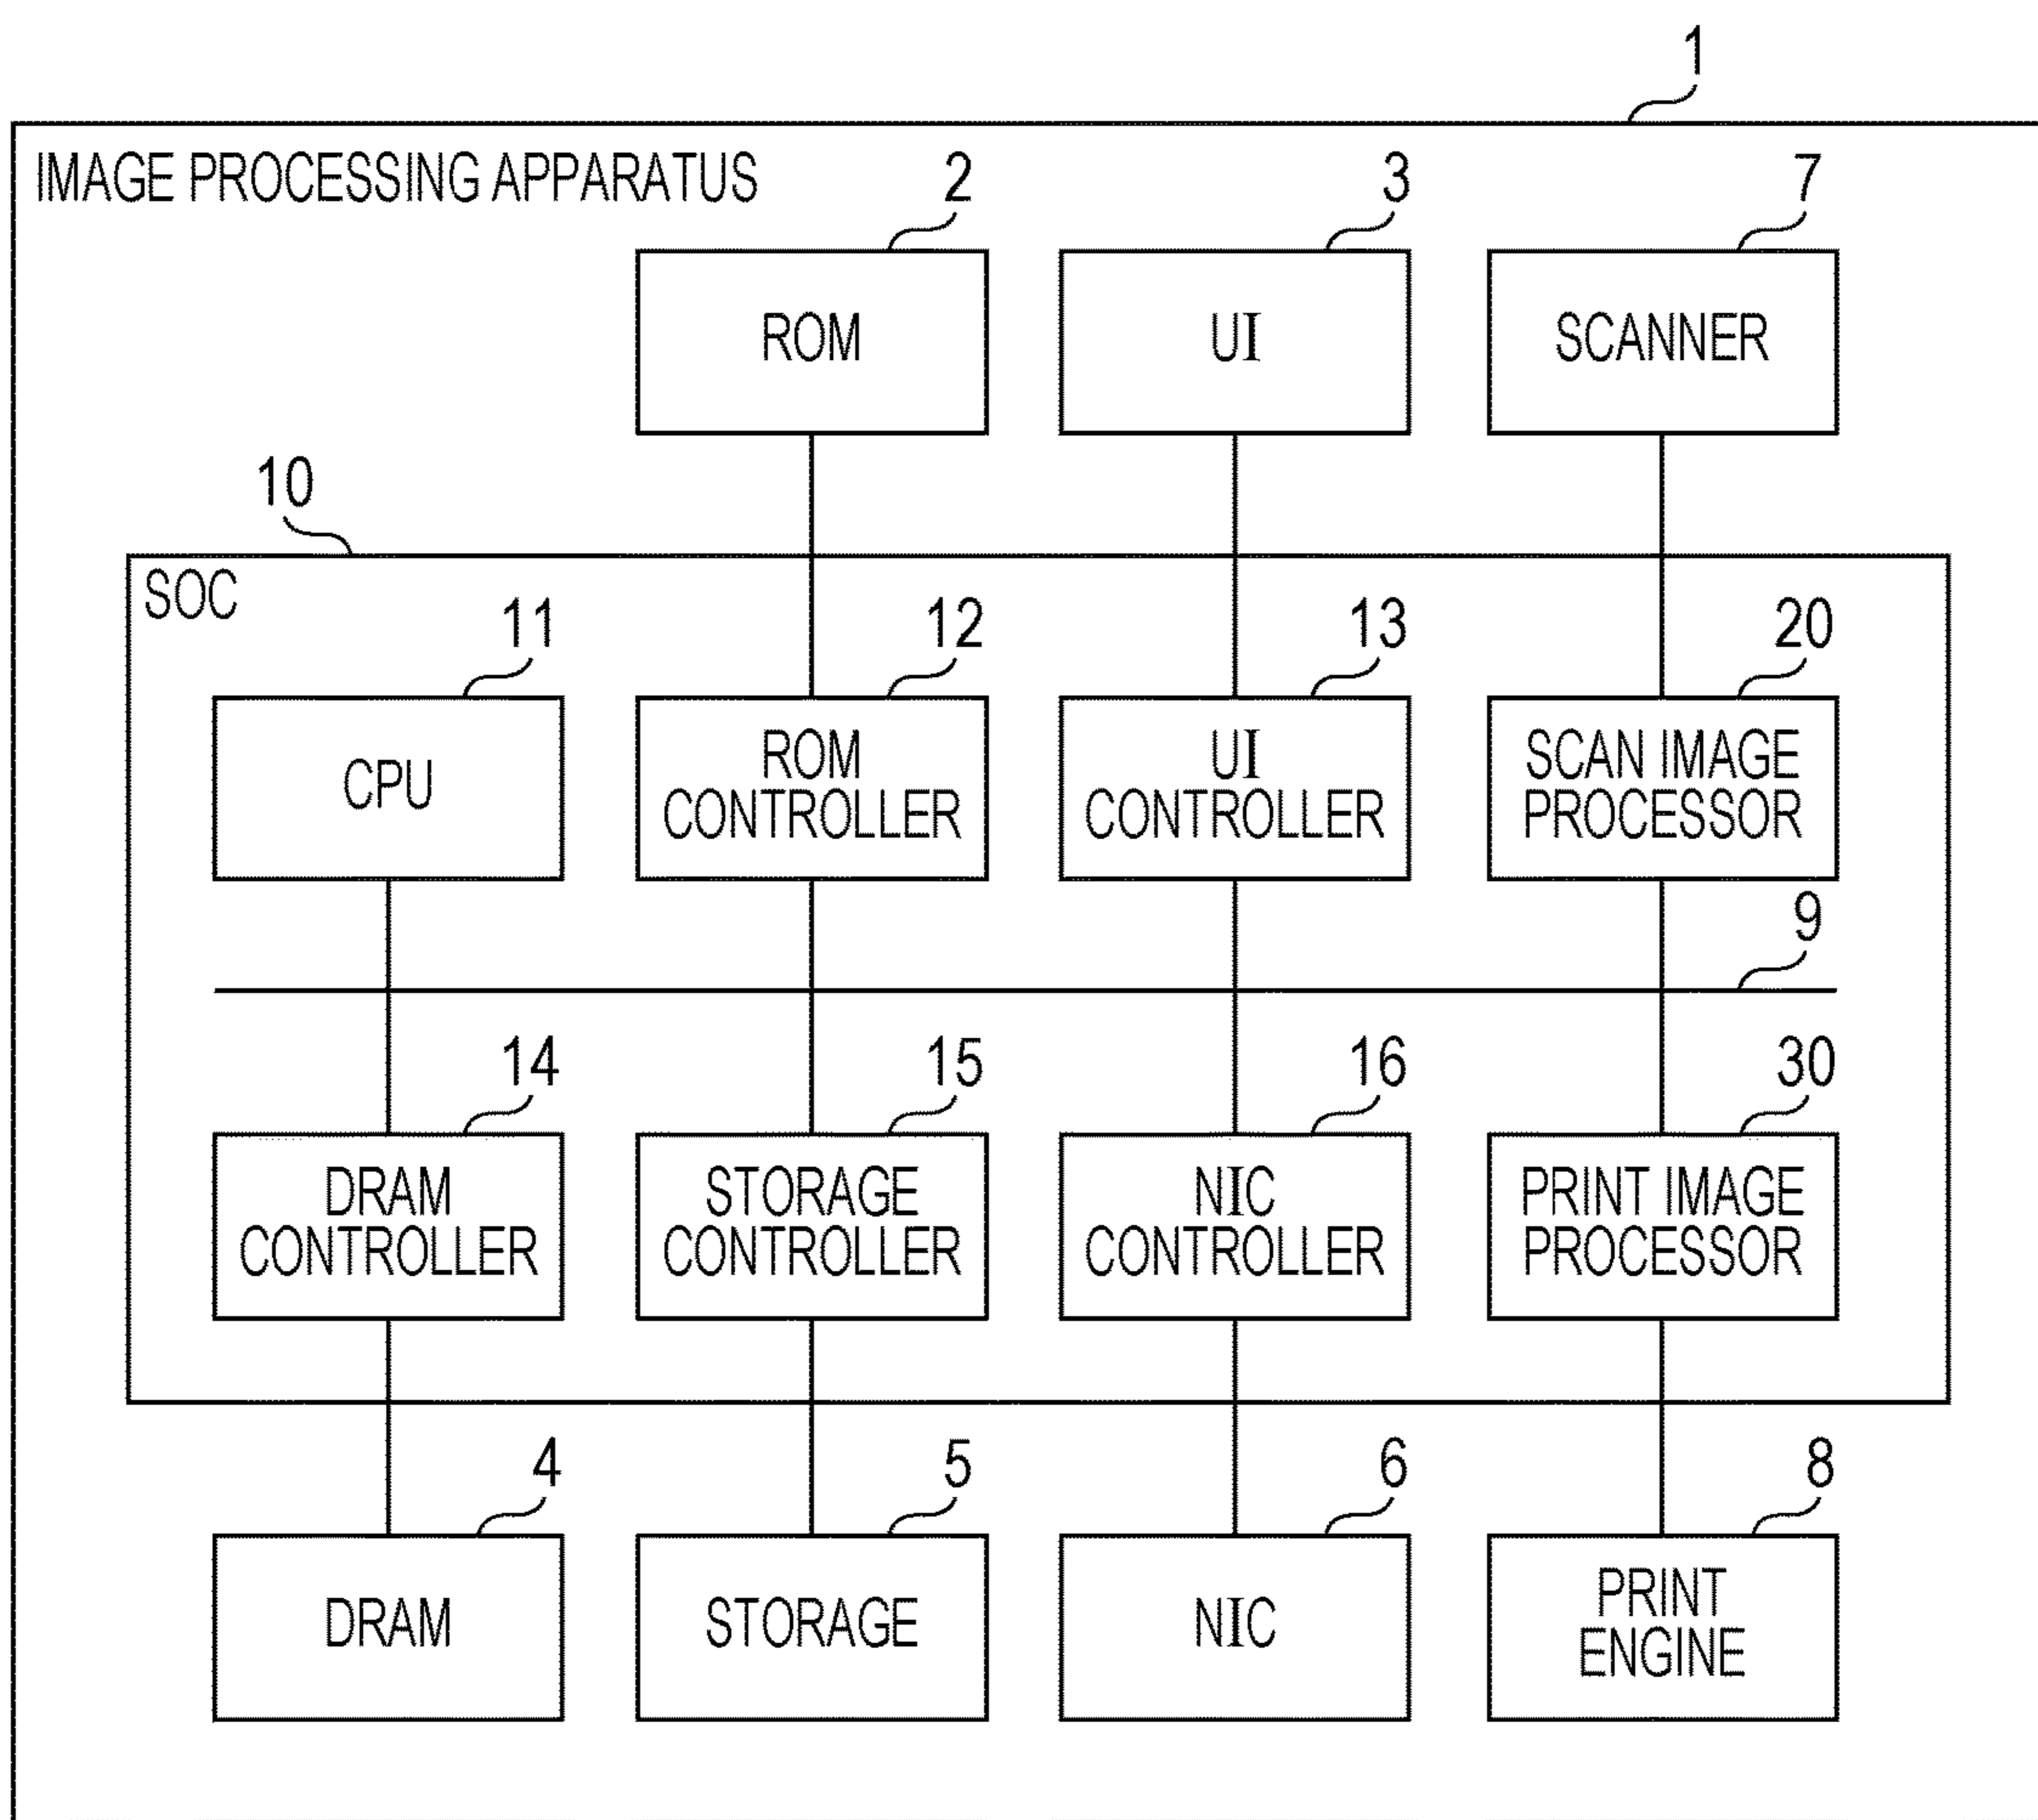 1
IMAGE PROCESSING APPARATUS
2
3
7
ROM
UI
SCANNER
10
SOC
11
12
13
20
CPU
ROM
CONTROLLER
UI
CONTROLLER
SCAN IMAGE
PROCESSOR
9
14
15
16
30
DRAM
CONTROLLER
STORAGE
CONTROLLER
NIC
CONTROLLER
PRINT IMAGE
PROCESSOR
4
5
6
8
DRAM
STORAGE
NIC
PRINT
ENGINE